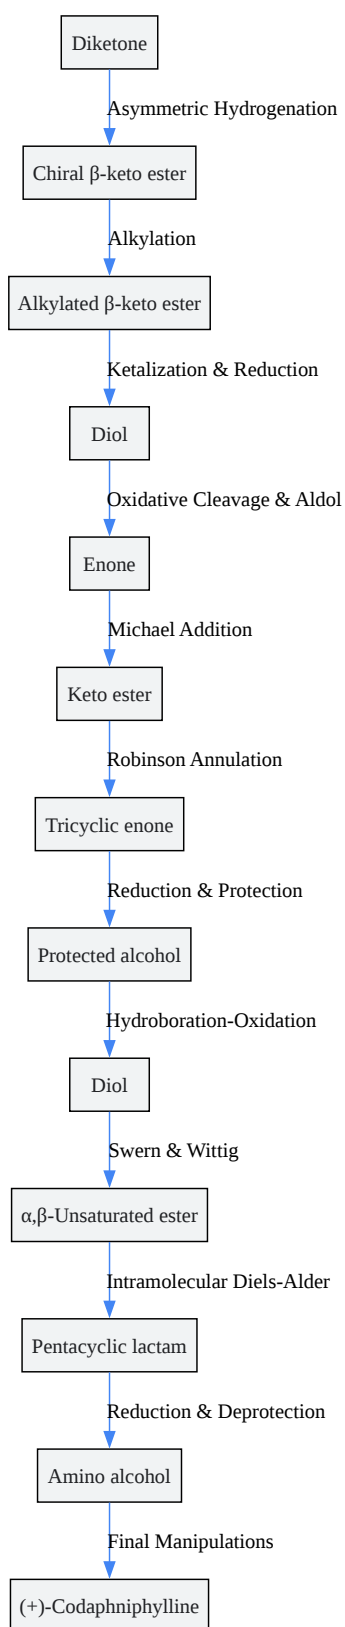 Diketone
Asymmetric Hydrogenation
Chiral β-keto ester
Alkylation
Alkylated β-keto ester
Ketalization & Reduction
Diol
Oxidative Cleavage & Aldol
Enone
Michael Addition
Keto ester
Robinson Annulation
Tricyclic enone
Reduction & Protection
Protected alcohol
Hydroboration-Oxidation
Diol
Swern & Wittig
α,β-Unsaturated ester
Intramolecular Diels-Alder
Pentacyclic lactam
Reduction & Deprotection
Amino alcohol
Final Manipulations
(+)-Codaphniphylline